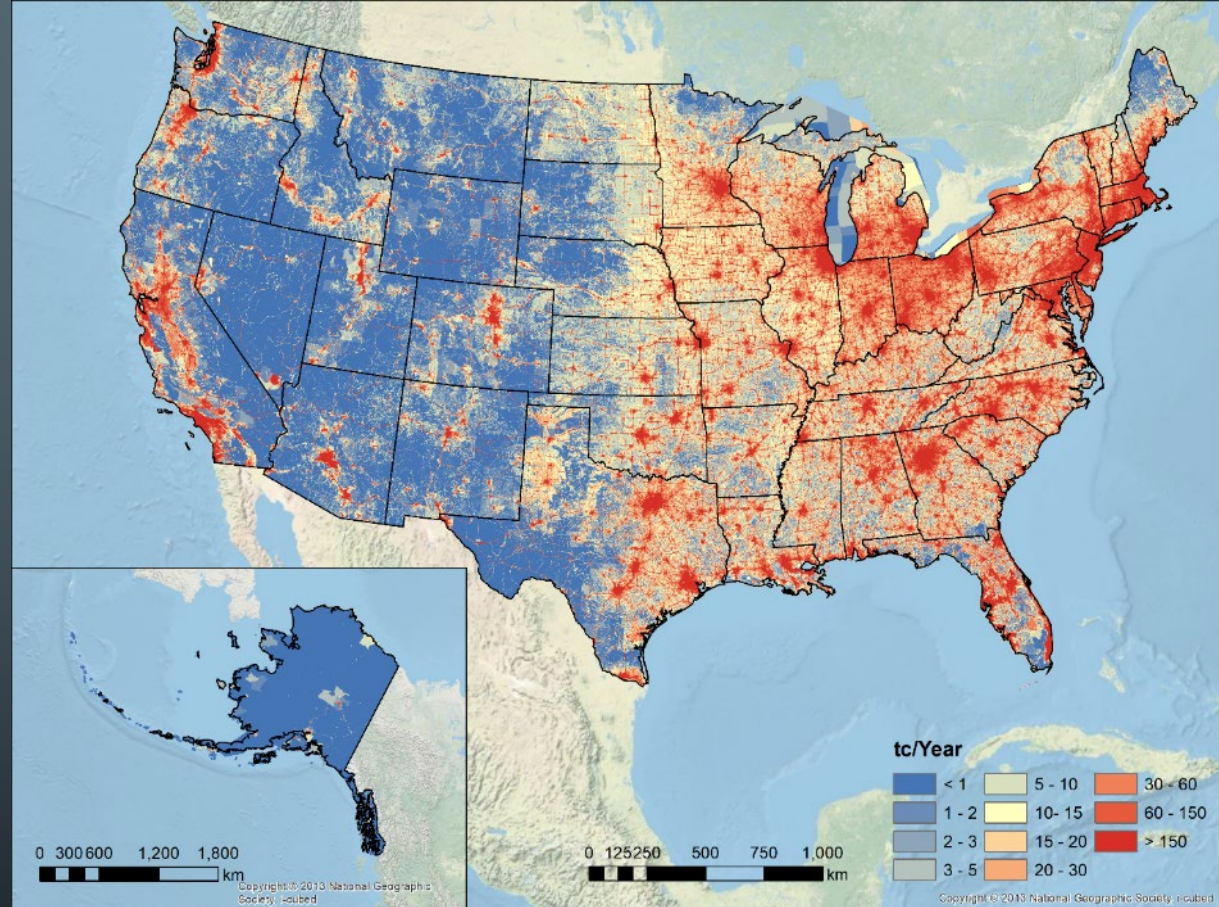 tc/Year
< 1
1 - 2
2 - 3
3 - 5
5 - 10
10- 15
15 - 20
20 - 30
30 - 60
60 - 150
> 150
0 300 600 1,200 1,800
km
Copyright:© 2013 National Geographic
Society, i-cubed
0 125250 500 750 1,000
km
Copyright:© 2013 National Geographic Society, i-cubed